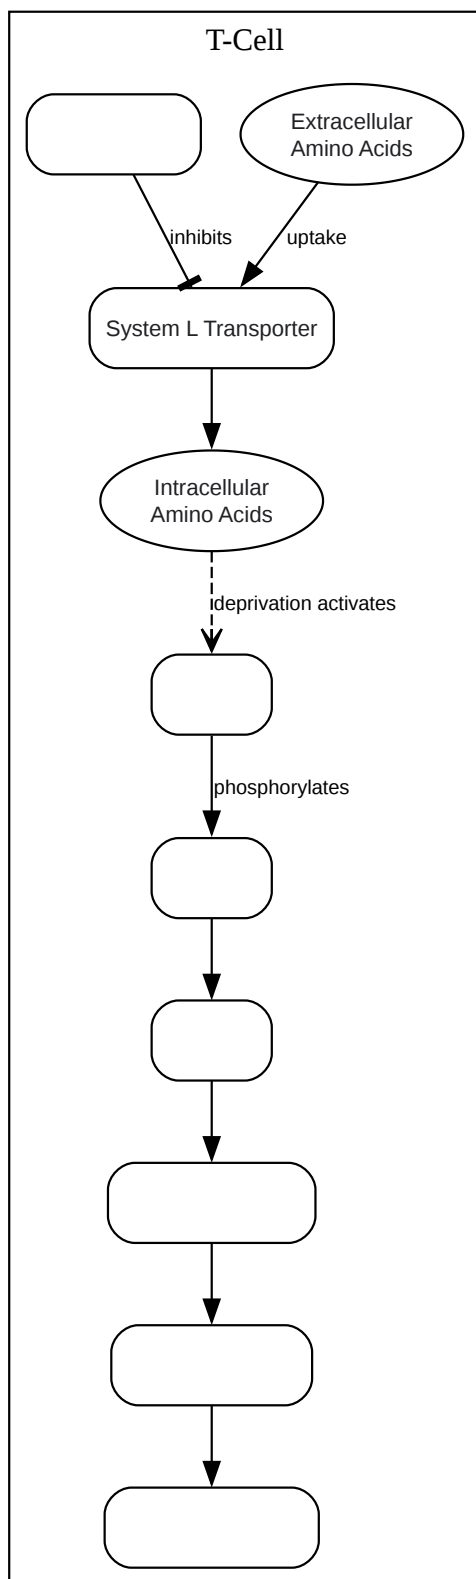 T-Cell
Extracellular
Amino Acids
inhibits
uptake
System L Transporter
Intracellular
Amino Acids
deprivation activates
phosphorylates